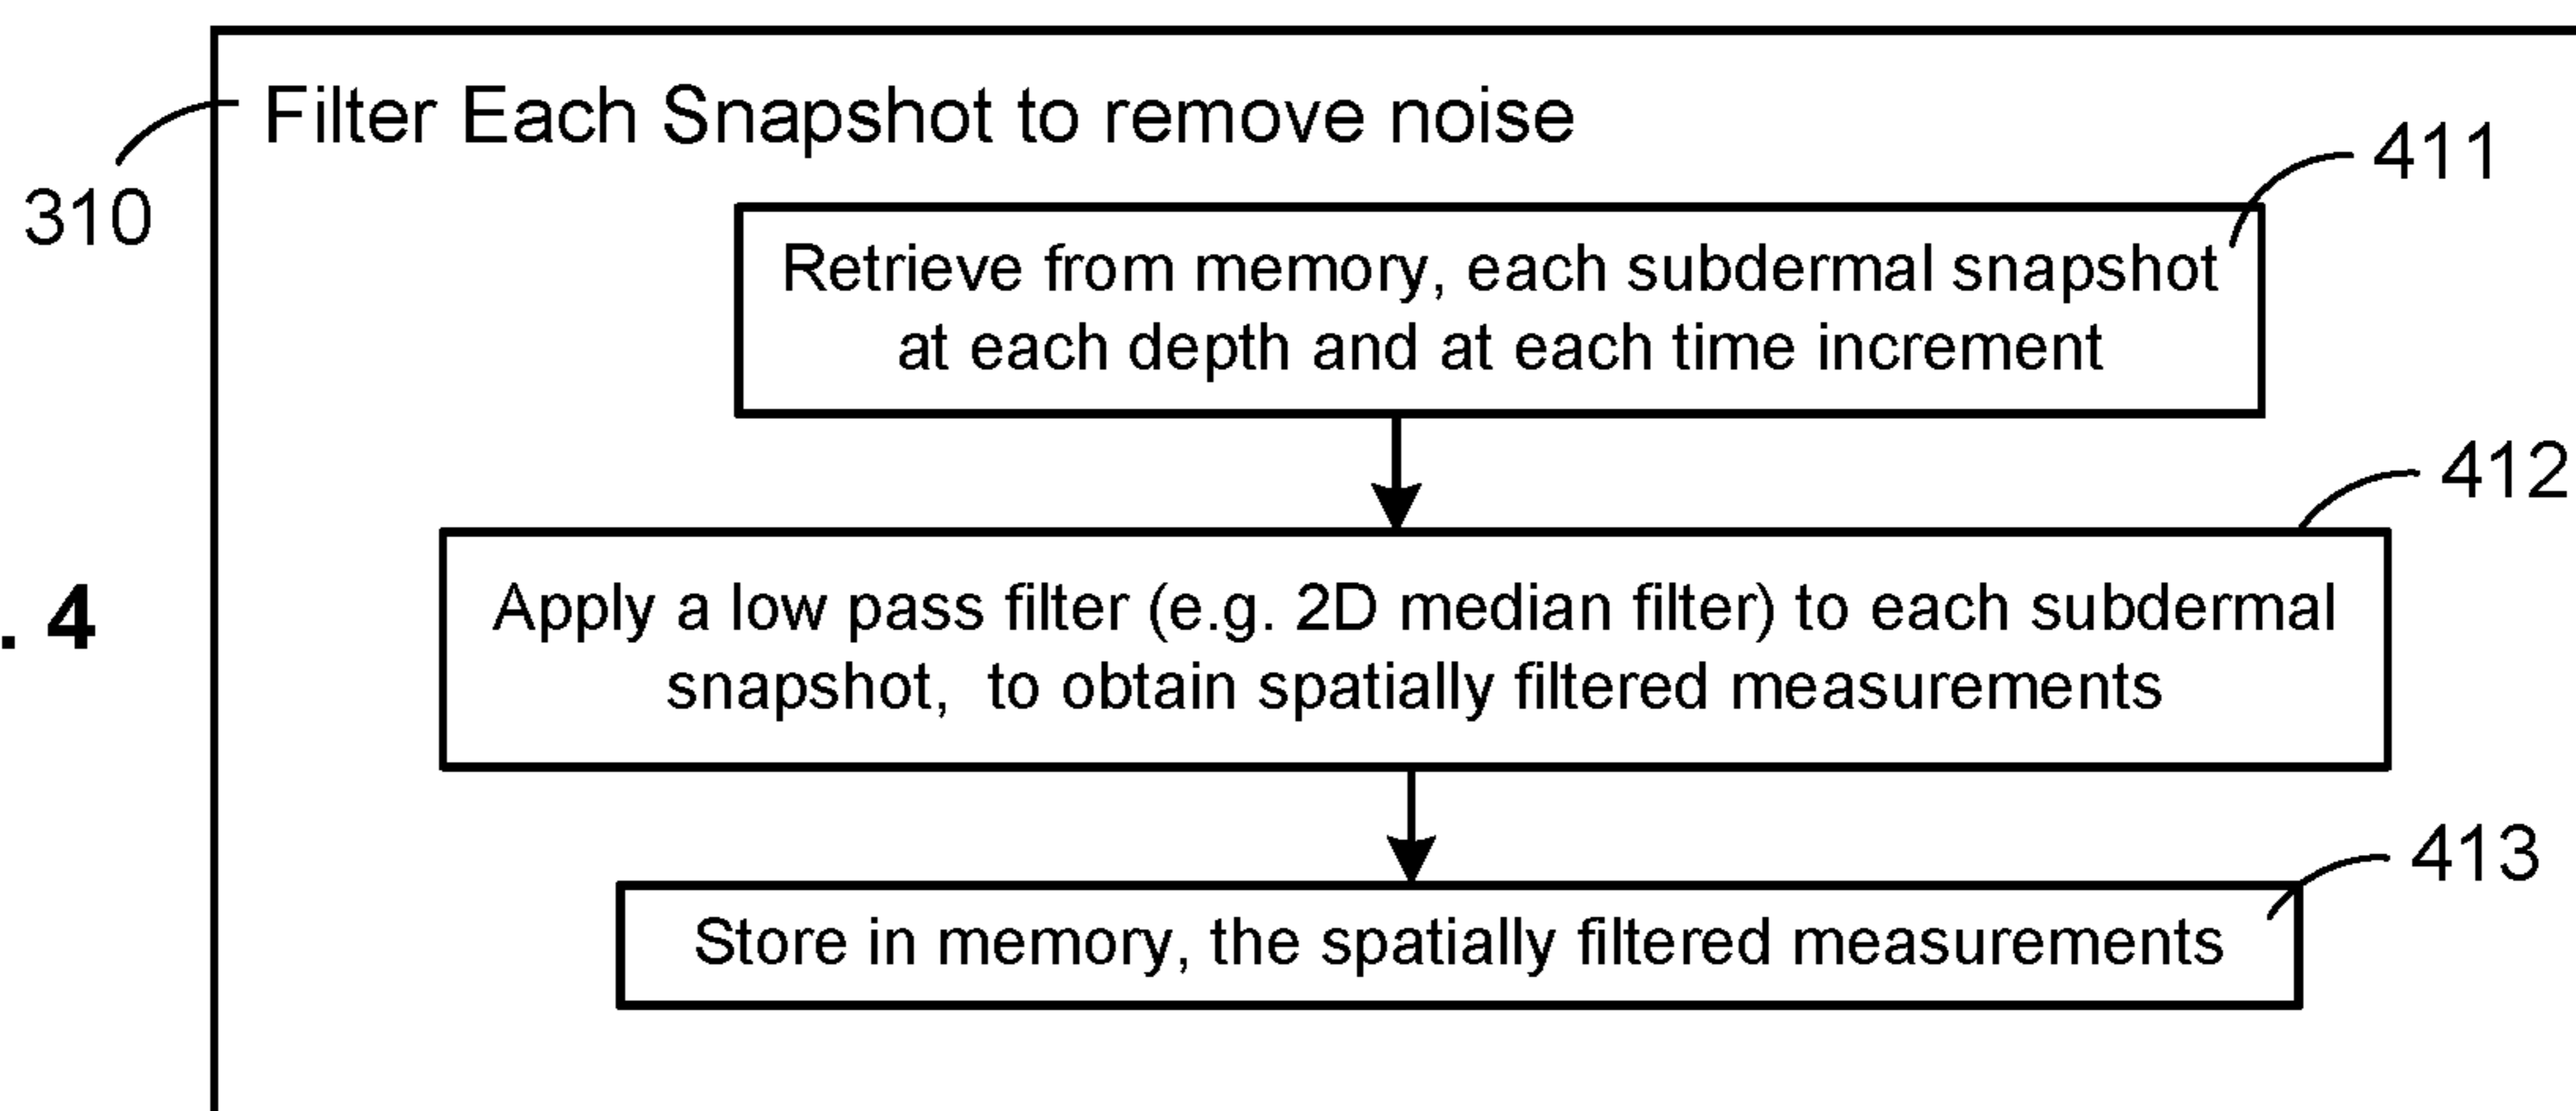 Filter Each Snapshot to remove noise
310
411
Retrieve from memory, each subdermal snapshot
at each depth and at each time increment
412
Apply a low pass filter (e.g. 2D median filter) to each subdermal
snapshot, to obtain spatially filtered measurements
. 4
413
Store in memory, the spatially filtered measurements